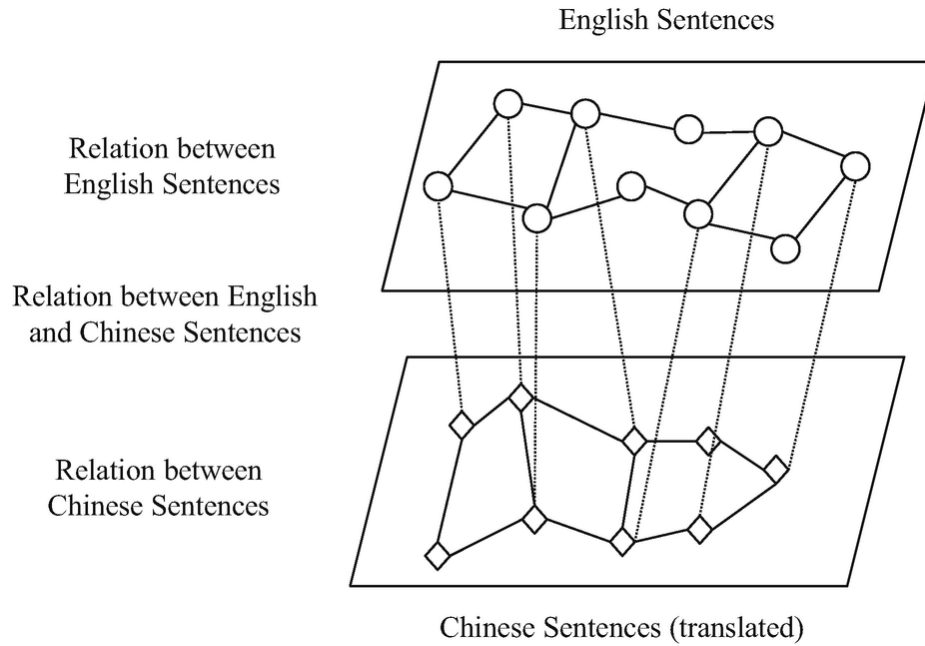 English Sentences
Relation between
English Sentences
Relation between English
and Chinese Sentences
Relation between
Chinese Sentences
Chinese Sentences (translated)